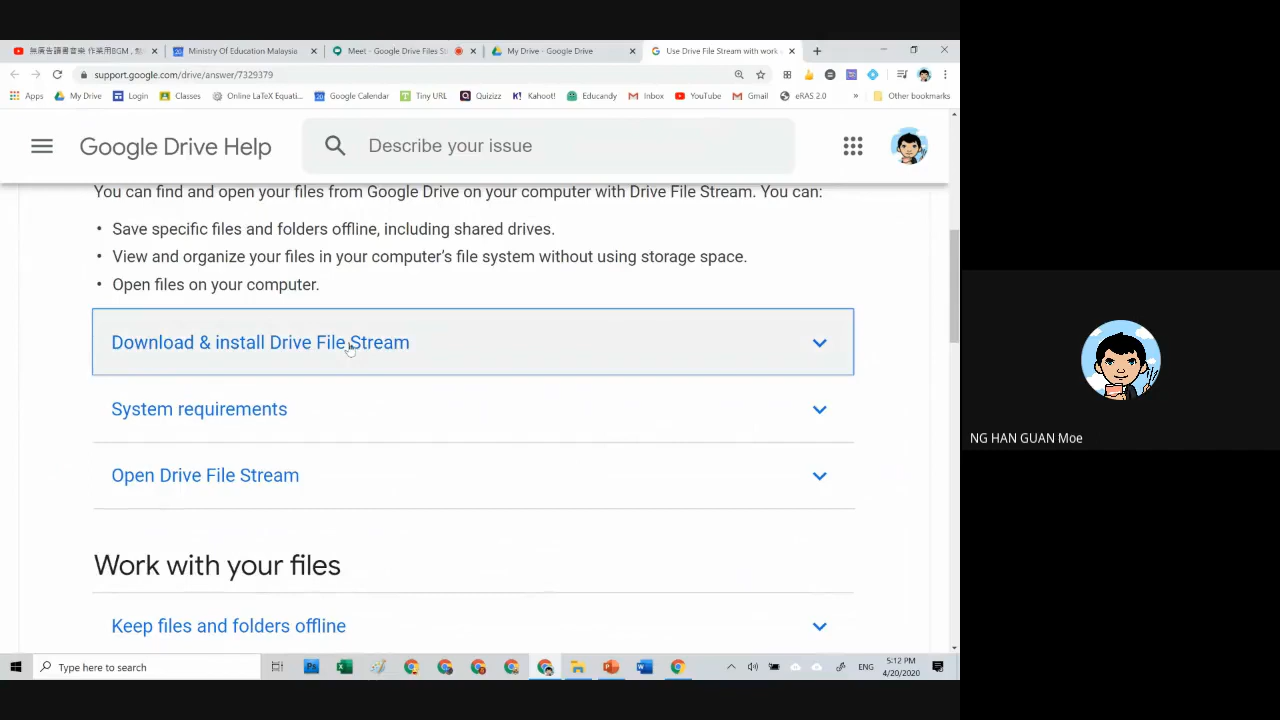 無廣告讀書音樂 作業用BGM , 點
Ministry Of Education Malaysia
Meet - Google Drive Files St
My Drive - Google Drive
Use Drive File Stream with work
support.google.com/drive/answer/7329379
Apps
My Drive
Login
Classes
Online LaTeX Equati...
Google Calendar
Tiny URL
Quizizz
Kahoot!
Educandy
Inbox
YouTube
Gmail
eRAS 2.0
»
Other bookmarks
Google Drive Help
Describe your issue
You can find and open your files from Google Drive on your computer with Drive File Stream. You can:
• Save specific files and folders offline, including shared drives.
• View and organize your files in your computer's file system without using storage space.
• Open files on your computer.
Download & install Drive File Stream
System requirements
Open Drive File Stream
Work with your files
Keep files and folders offline
NG HAN GUAN Moe
Type here to search
ENG
5:12 PM
4/20/2020